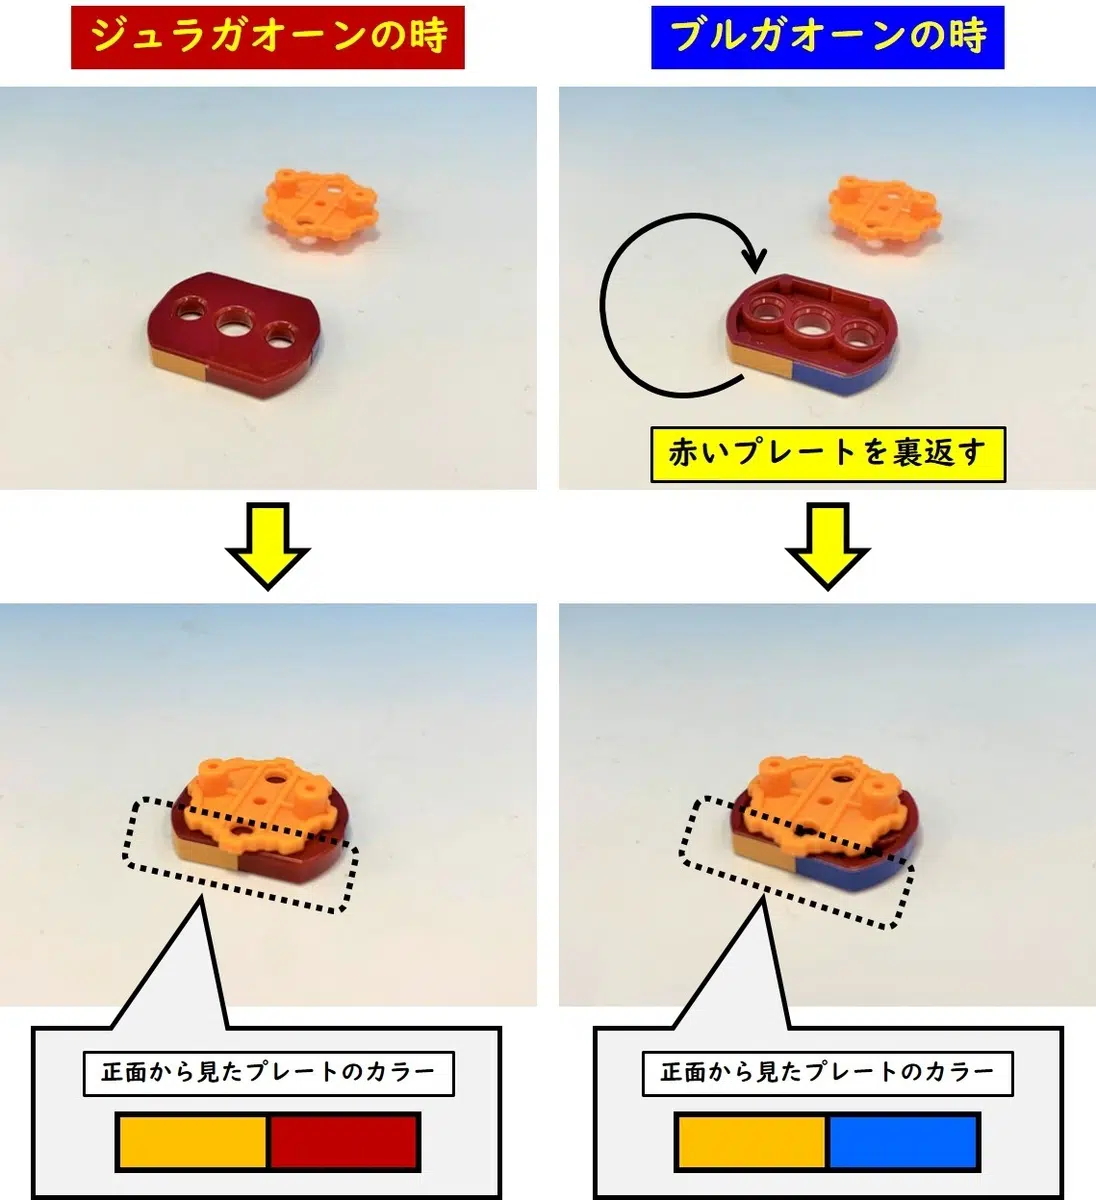 ジュラガオーンの時
ブルガオーンの時
赤いプレートを裏返す
正面から見たプレートのカラー
正面から見たプレートのカラー